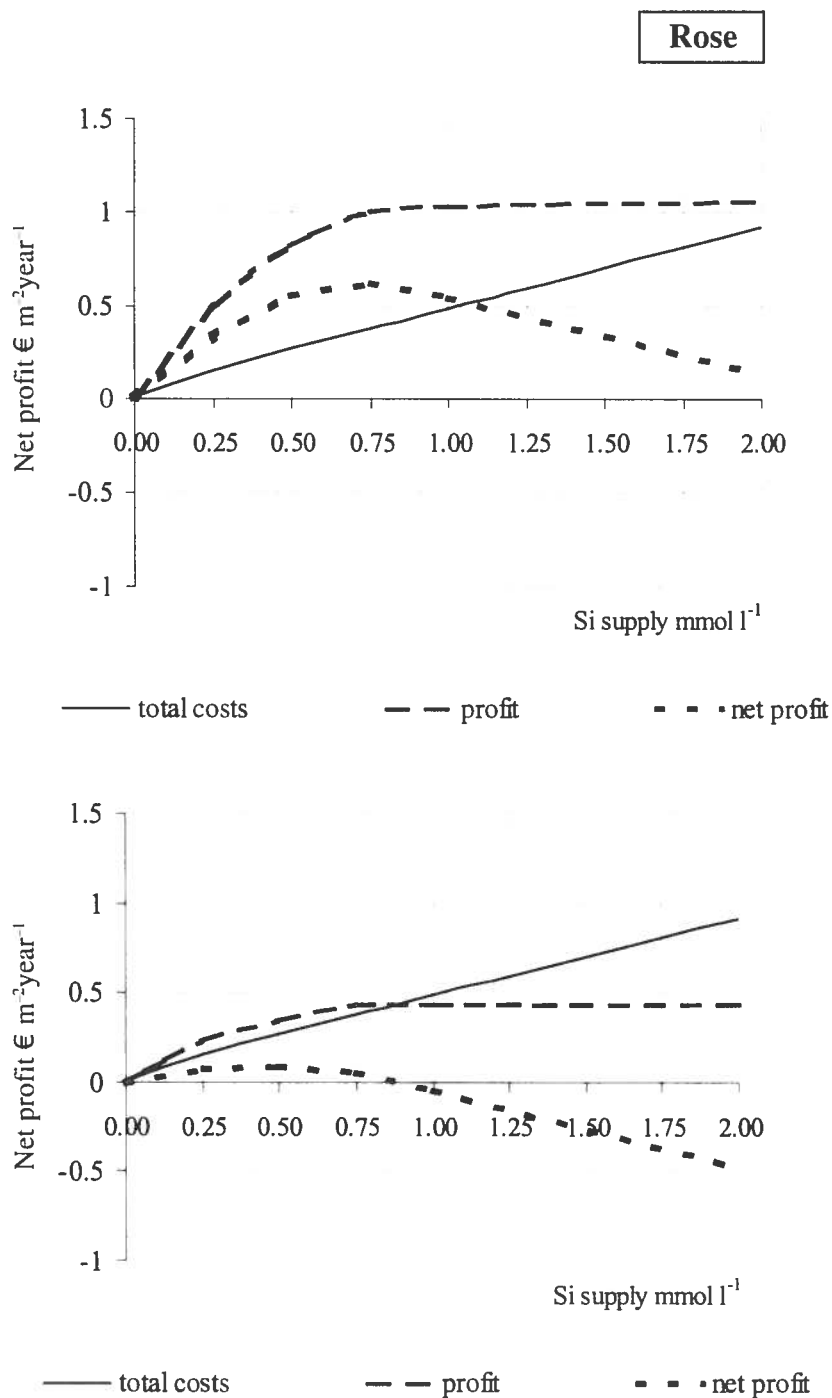 Rose
1.5
1
0.5
0
-0.5
-1
0.00 0.25 0.50 0.75 1.00 1.25 1.50 1.75 2.00
Net profit € m⁻²year⁻¹
Si supply mmol l⁻¹
total costs profit net profit
1.5
1
0.5
0
-0.5
-1
0.00 0.25 0.50 0.75 1.00 1.25 1.50 1.75 2.00
Net profit € m⁻²year⁻¹
Si supply mmol l⁻¹
total costs profit net profit